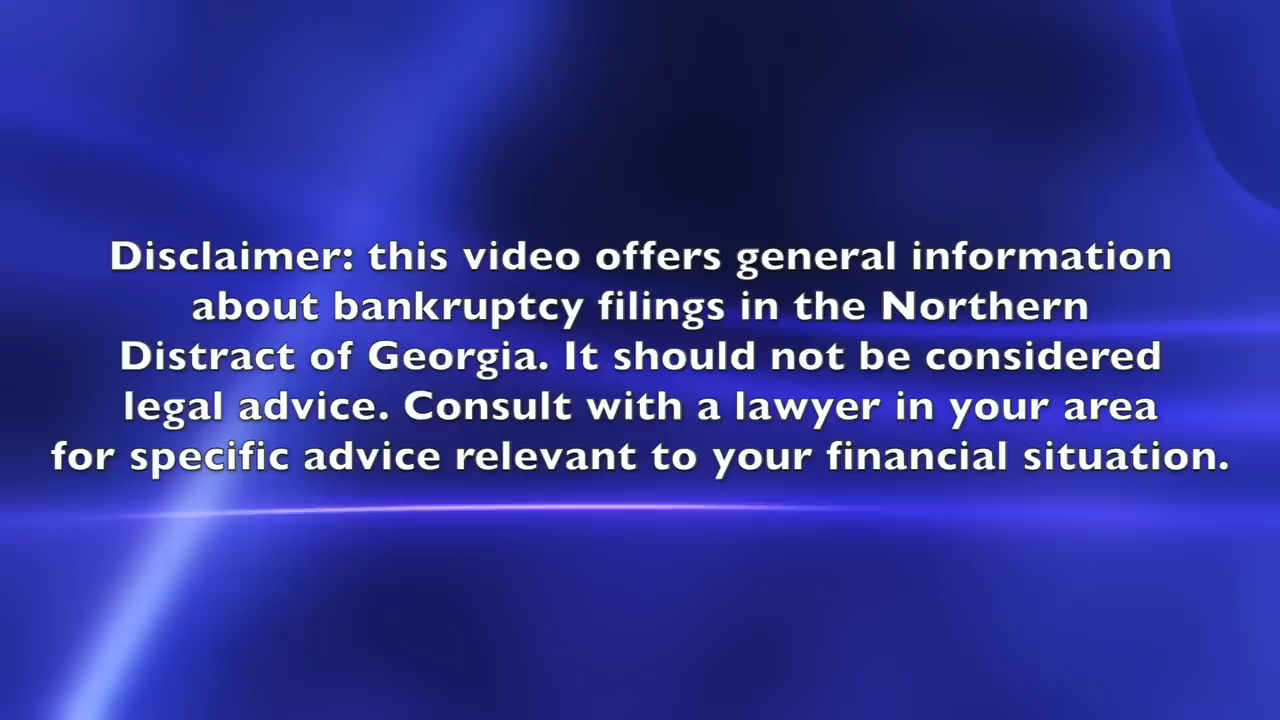 Disclaimer: this video offers general information
about bankruptcy filings in the Northern
Distract of Georgia. It should not be considered
legal advice. Consult with a lawyer in your area
for specific advice relevant to your financial situation.